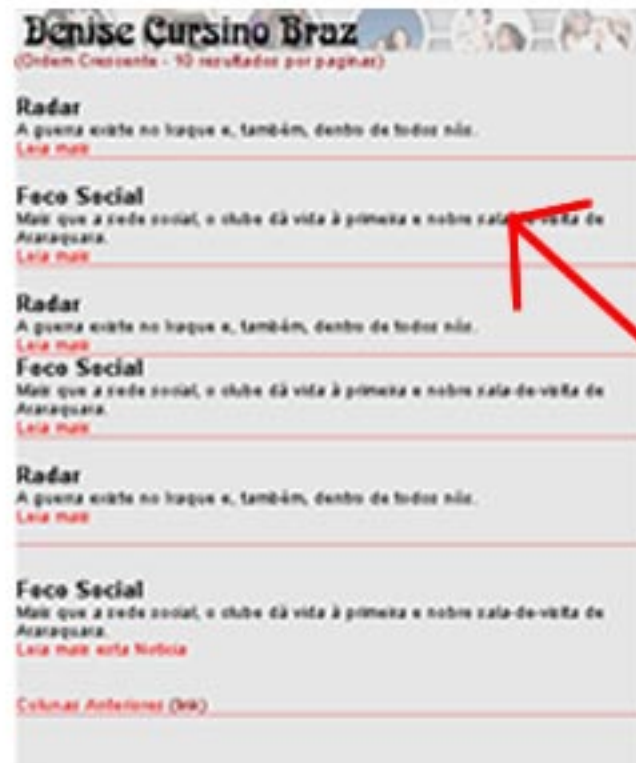 Denise Cursino Braz
(Ordem Crescente - 10 resultados por paginas)
Radar
A guerra existe no Iraque e, também, dentro de todos nós.
Leia mais
Foco Social
Mais que a sede social, o clube dá vida à primeira e nobre sala-de-visita de
Araraquara.
Leia mais
Radar
A guerra existe no Iraque e, também, dentro de todos nós.
Leia mais
Foco Social
Mais que a sede social, o clube dá vida à primeira e nobre sala-de-visita de
Araraquara.
Leia mais
Radar
A guerra existe no Iraque e, também, dentro de todos nós.
Leia mais
Foco Social
Mais que a sede social, o clube dá vida à primeira e nobre sala-de-visita de
Araraquara.
Leia mais esta Notícia
Colunas Anteriores (link)